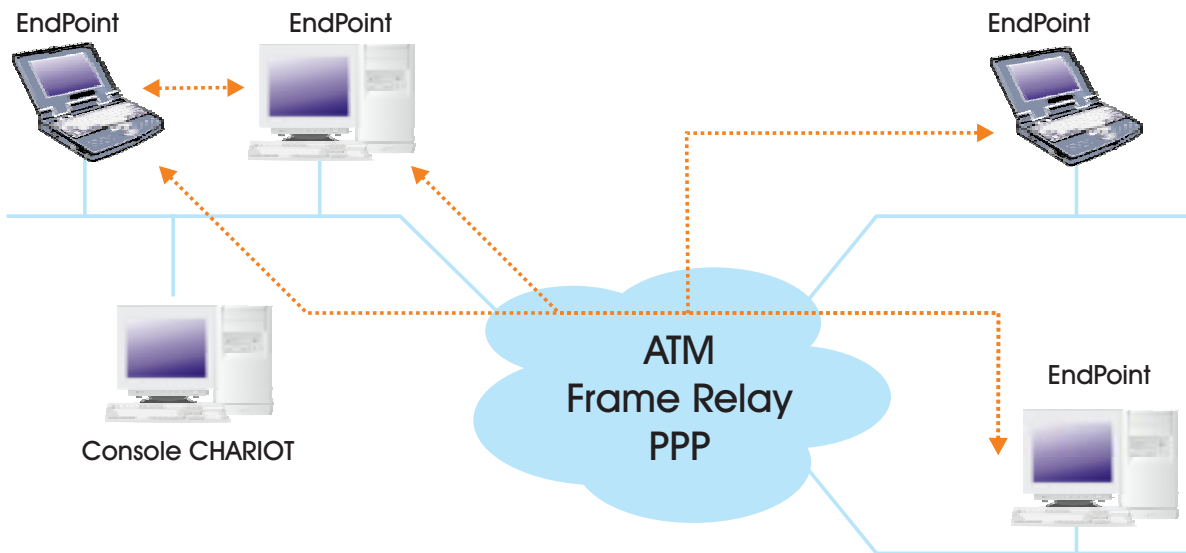 EndPoint
EndPoint
EndPoint
ATM
Frame Relay
PPP
EndPoint
Console CHARIOT